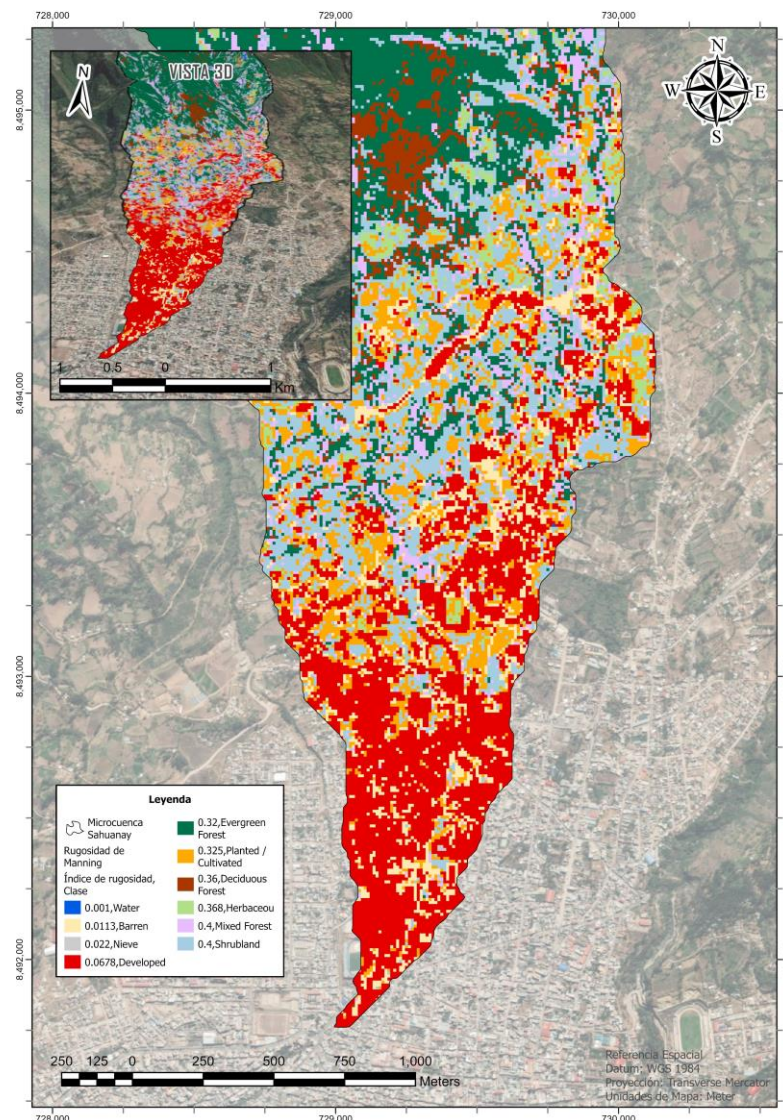 728,000
729,000
730,000
VISTA 3D
N
N
W
E
S
8,495,000
1
0.5
0
1
Km
8,494,000
8,493,000
Leyenda
Microcuenca
Sahuanay
Rugosidad de
Manning
Índice de rugosidad,
Clase
0.001,Water
0.0113,Barren
0.022,Nieve
0.0678,Developed
0.32,Evergreen
Forest
0.325,Planted /
Cultivated
0.36,Deciduous
Forest
0.368,Herbaceou
0.4,Mixed Forest
0.4,Shrubland
8,492,000
250
125
0
250
500
750
1,000
Meters
Referencia Espacial
Datum: WGS 1984
Proyección: Transverse Mercator
Unidades de Mapa: Meter
728,000
729,000
730,000